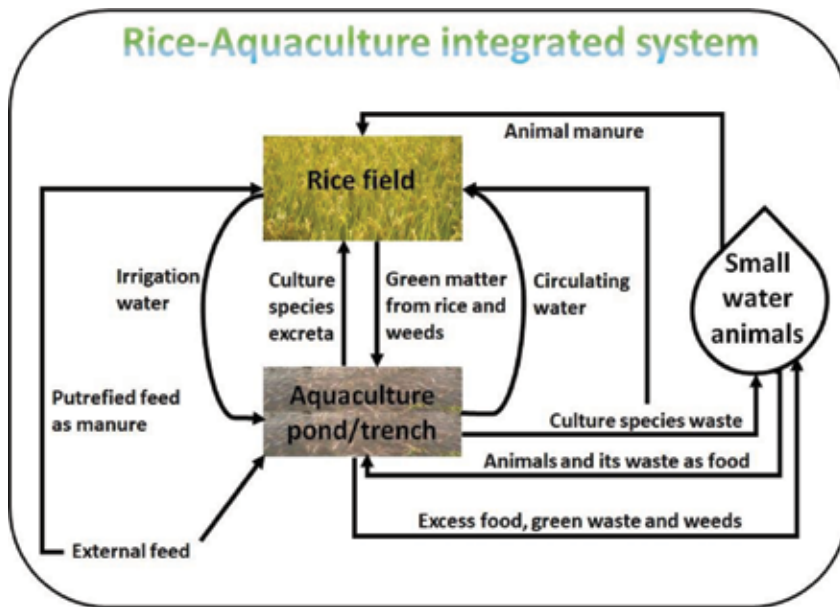 Rice-Aquaculture integrated system
Animal manure
Rice field
Irrigation
water
Culture
species
excreta
Green matter
from rice and
weeds
Circulating
water
Small
water
animals
Aquaculture
pond/trench
Putrefied feed
as manure
Culture species waste
Animals and its waste as food
Excess food, green waste and weeds
External feed